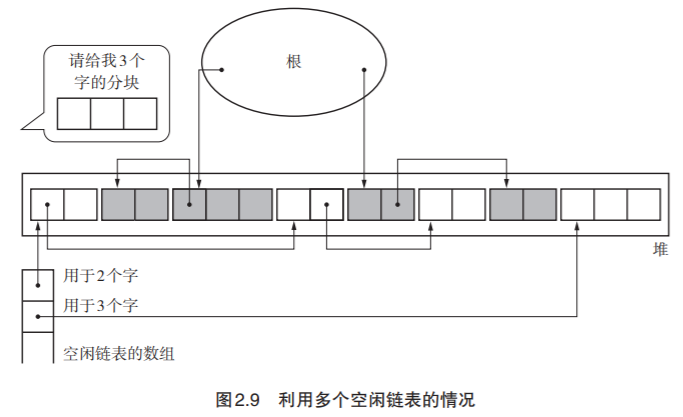 请给我3个
字的分块
根
堆
用于2个字
用于3个字
空闲链表的数组
图2.9 利用多个空闲链表的情况